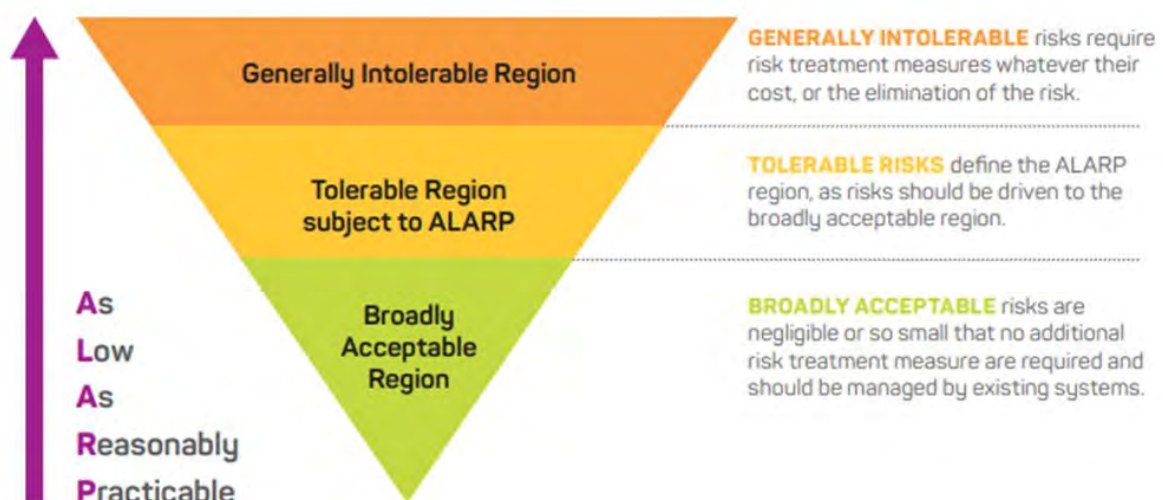 Generally Intolerable Region
GENERALLY INTOLERABLE risks require
risk treatment measures whatever their
cost, or the elimination of the risk.
Tolerable Region
subject to ALARP
TOLERABLE RISKS define the ALARP
region, as risks should be driven to the
broadly acceptable region.
Broadly
Acceptable
Region
BROADLY ACCEPTABLE risks are
negligible or so small that no additional
risk treatment measure are required and
should be managed by existing systems.
As
Low
As
Reasonably
Practicable